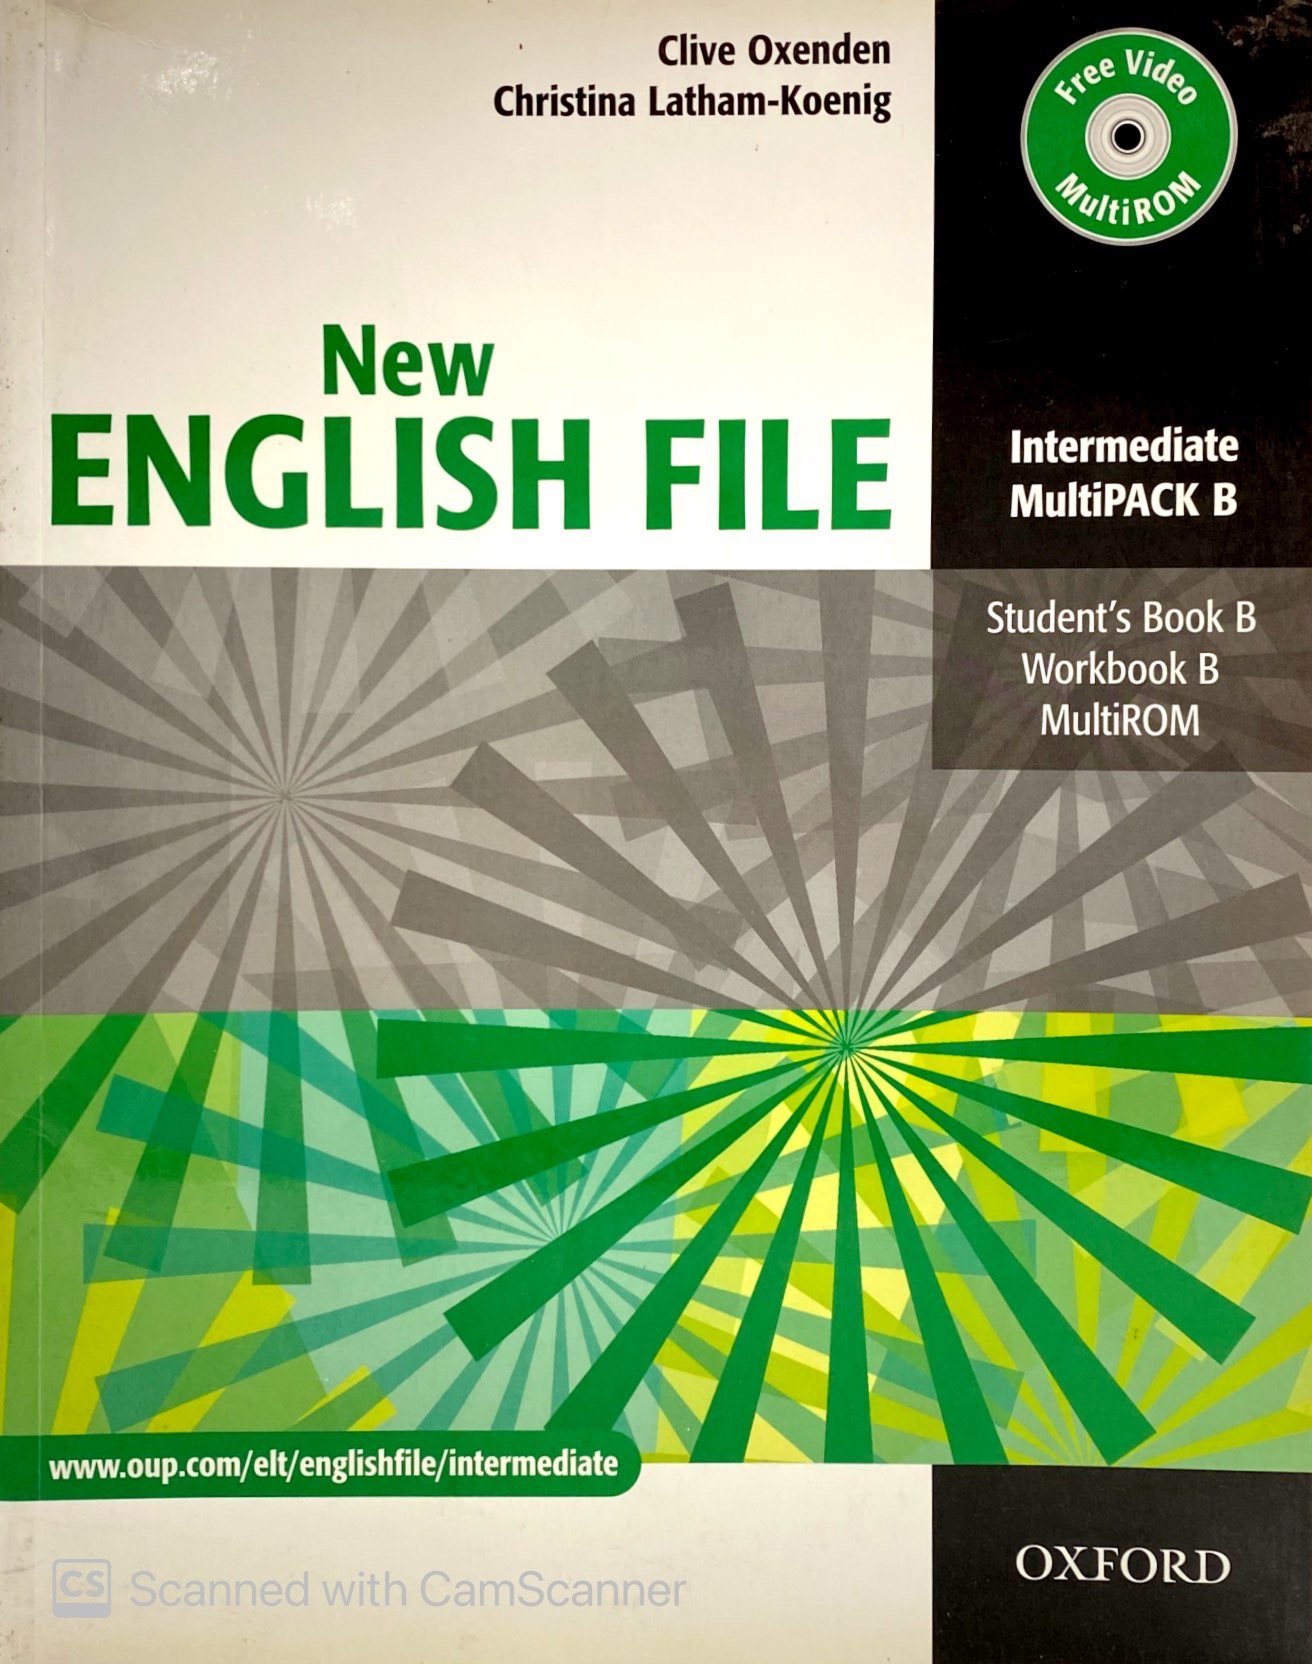 Clive Oxenden
Christina Latham-Koenig
Free Video
MultiROM
New
ENGLISH FILE
Intermediate
MultiPACK B
Student's Book B
Workbook B
MultiROM
www.oup.com/elt/englishfile/intermediate
OXFORD
CS Scanned with CamScanner